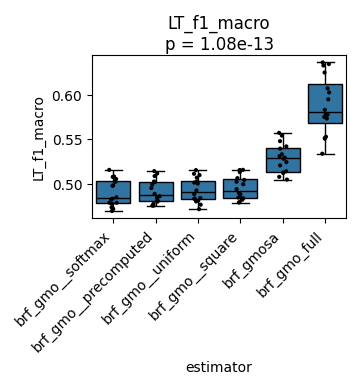 LT_f1_macro
p = 1.08e-13
LT_f1_macro
0.60
0.55
0.50
brf_gmo__softmax
brf_gmo__precomputed
brf_gmo__uniform
brf_gmo__square
brf_gmosa
brf_gmo_full
estimator